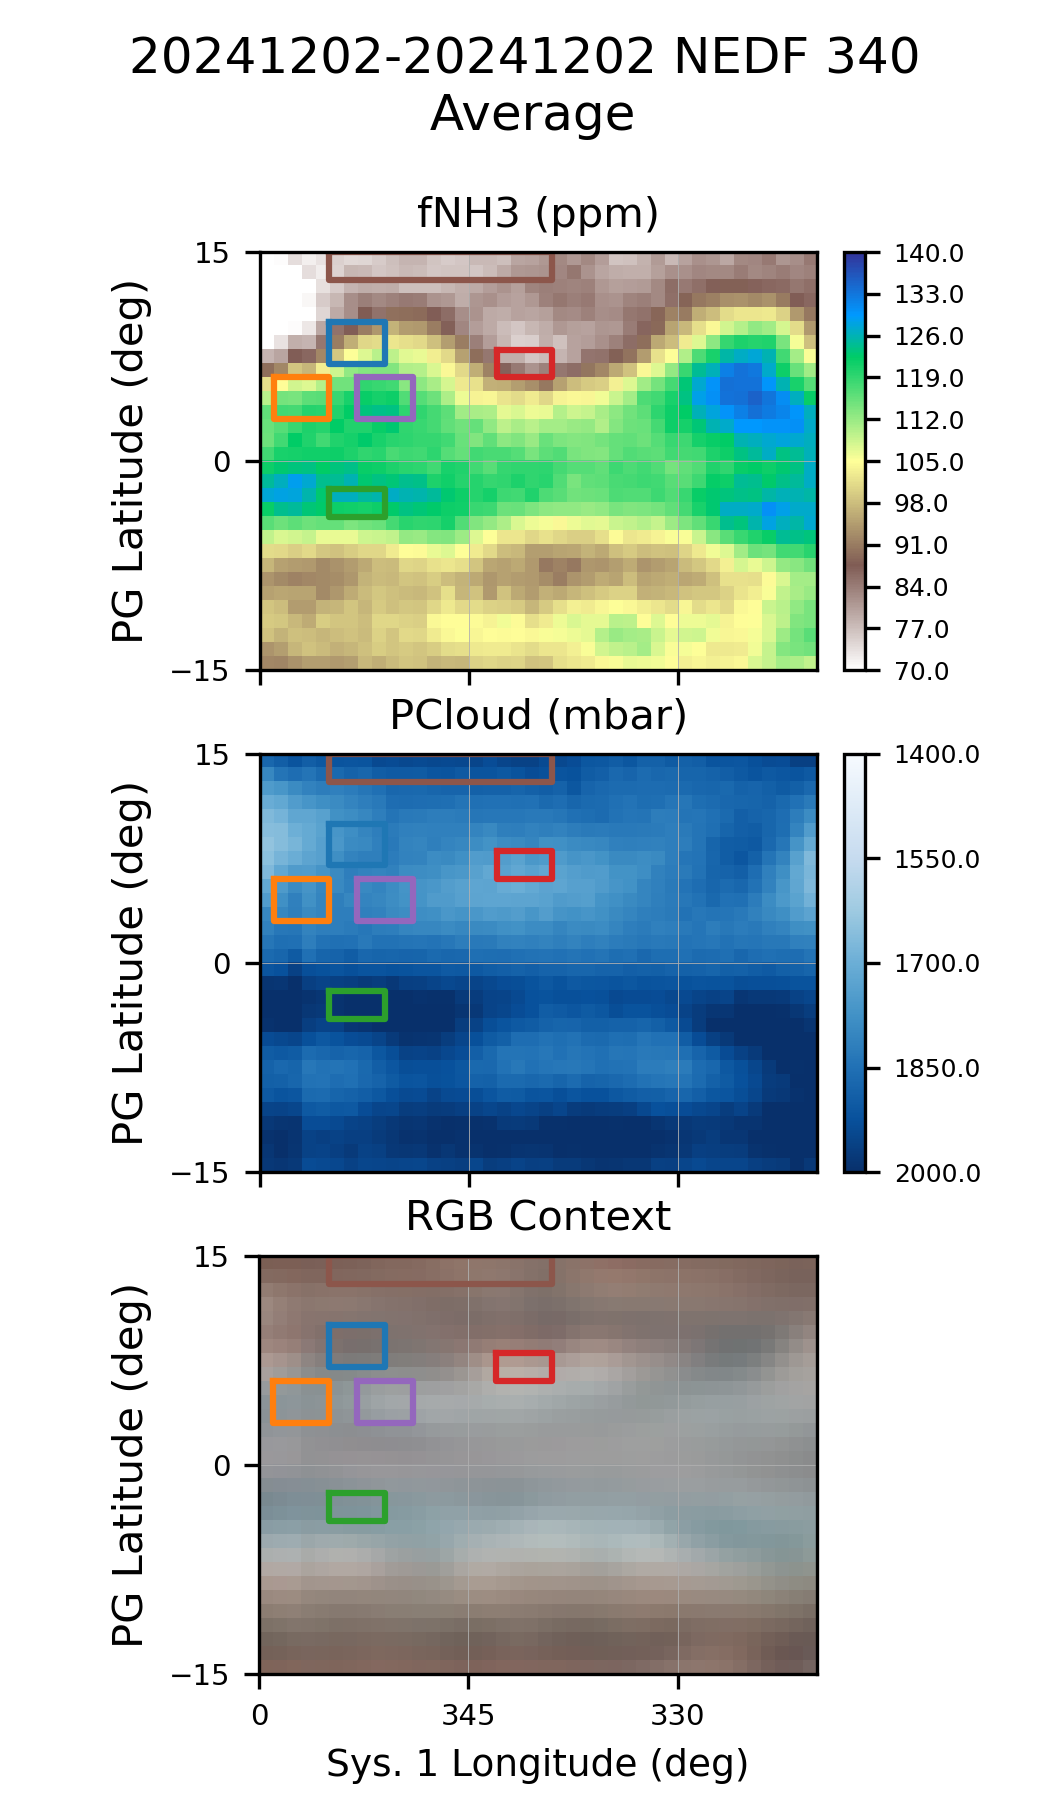 20241202-20241202 NEDF 340
Average
fNH3 (ppm)
PG Latitude (deg)
15
0
−15
140.0
133.0
126.0
119.0
112.0
105.0
98.0
91.0
84.0
77.0
70.0
PCloud (mbar)
PG Latitude (deg)
15
0
−15
1400.0
1550.0
1700.0
1850.0
2000.0
RGB Context
PG Latitude (deg)
15
0
−15
0 345 330
Sys. 1 Longitude (deg)